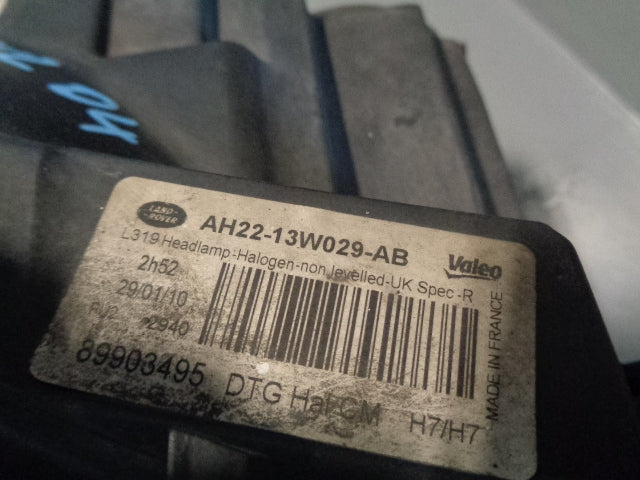 LAND-
ROVER
AH22-13W029-AB
Valeo
L319 Headlamp-Halogen-non levelled-UK Spec-R
2h52
29/01/10
2940
89903495
DTG Hal CM
H7/H7
MADE IN FRANCE